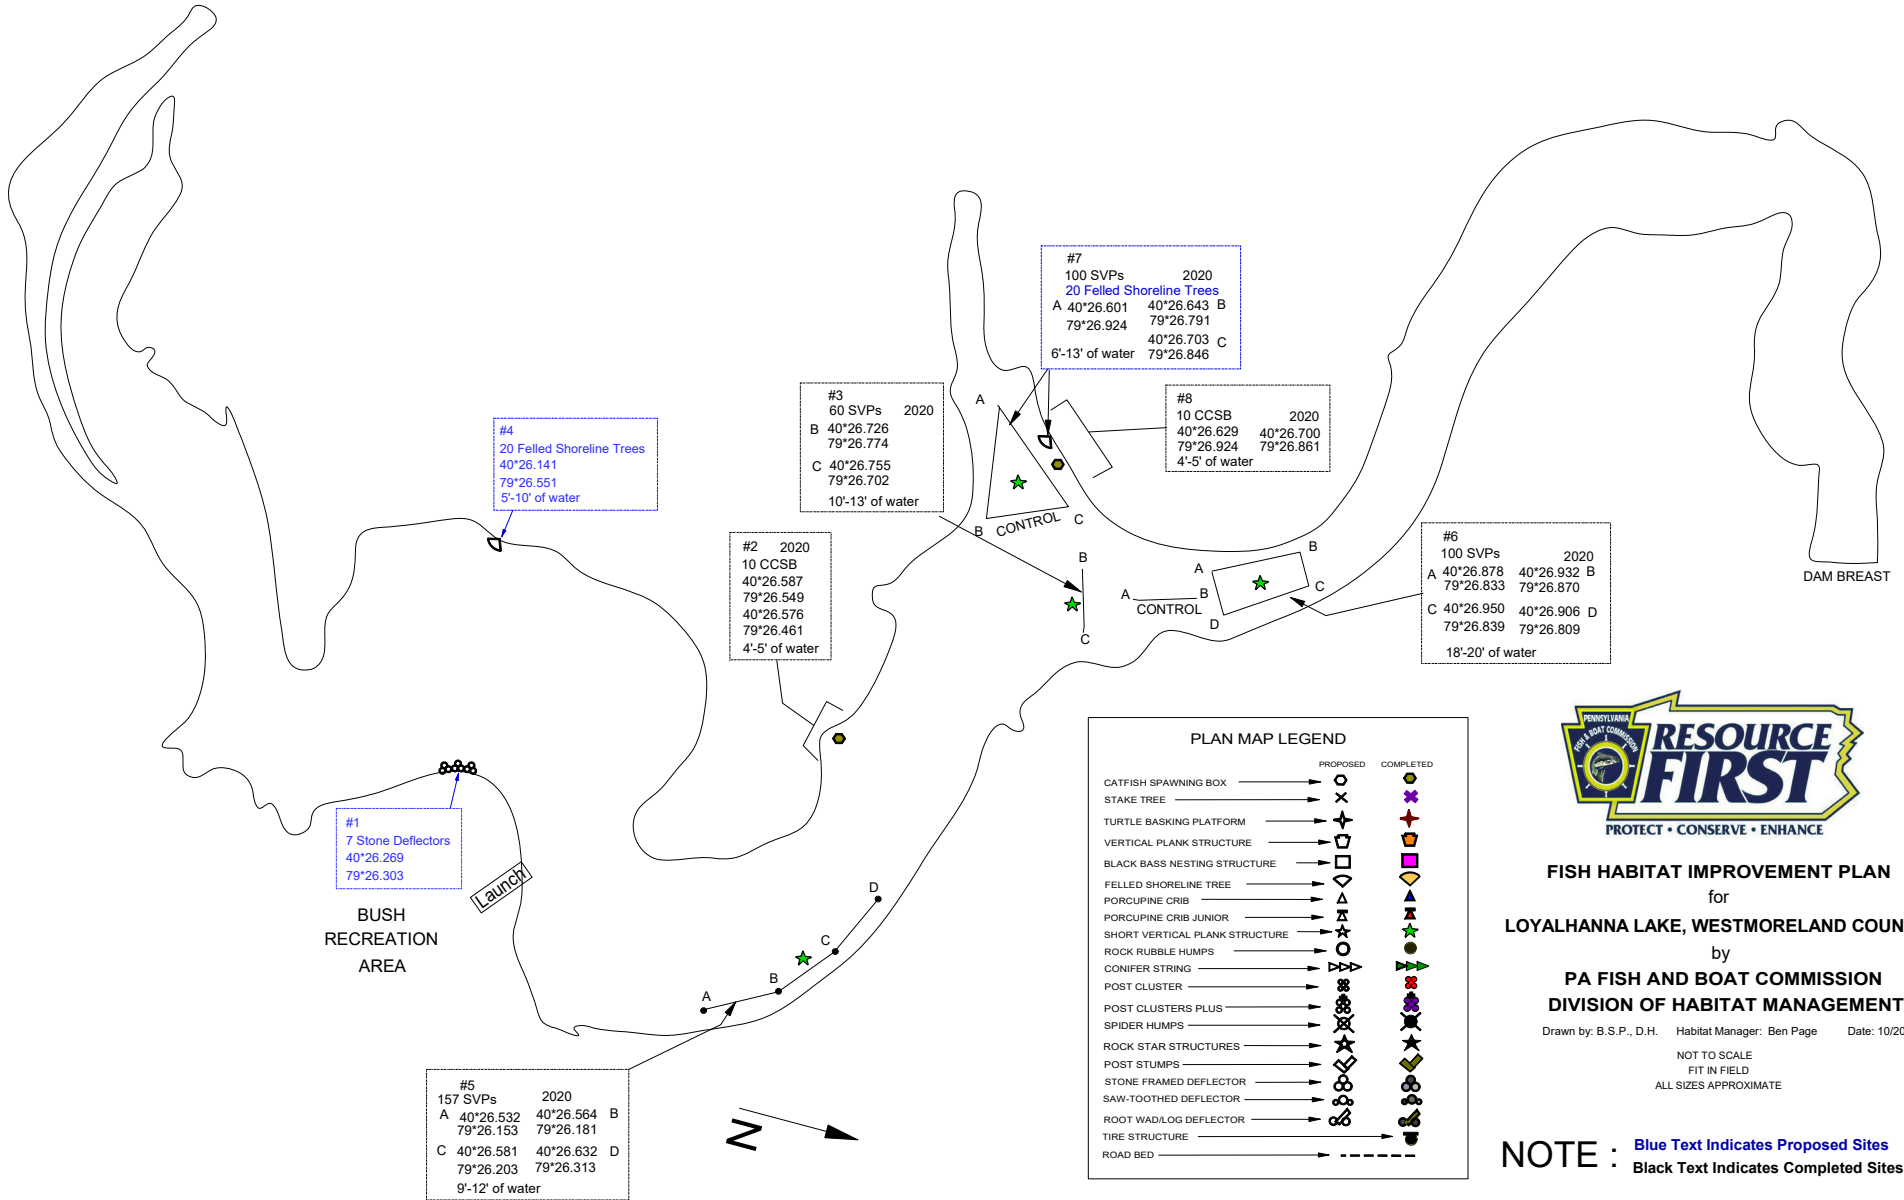 #7
100 SVPs 2020
20 Felled Shoreline Trees
A 40*26.601 40*26.643 B
79*26.924 79*26.791
40*26.703 C
6'-13' of water 79*26.846
#3
60 SVPs 2020
B 40*26.726
79*26.774
C 40*26.755
79*26.702
10'-13' of water
#8
10 CCSB 2020
40*26.629 40*26.700
79*26.924 79*26.861
4'-5' of water
#4
20 Felled Shoreline Trees
40*26.141
79*26.551
5'-10' of water
A
B
CONTROL
C
#2 2020
10 CCSB
40*26.587
79*26.549
40*26.576
79*26.461
4'-5' of water
B
C
A
B
CONTROL
A
B
C
D
#6
100 SVPs 2020
A 40*26.878 40*26.932 B
79*26.833 79*26.870
C 40*26.950 40*26.906 D
79*26.839 79*26.809
18'-20' of water
DAM BREAST
#1
7 Stone Deflectors
40*26.269
79*26.303
Launch
BUSH
RECREATION
AREA
A
B
C
D
#5
157 SVPs 2020
A 40*26.532 40*26.564 B
79*26.153 79*26.181
C 40*26.581 40*26.632 D
79*26.203 79*26.313
9'-12' of water
N
PLAN MAP LEGEND
PROPOSED COMPLETED
CATFISH SPAWNING BOX
STAKE TREE
TURTLE BASKING PLATFORM
VERTICAL PLANK STRUCTURE
BLACK BASS NESTING STRUCTURE
FELLED SHORELINE TREE
PORCUPINE CRIB
PORCUPINE CRIB JUNIOR
SHORT VERTICAL PLANK STRUCTURE
ROCK RUBBLE HUMPS
CONIFER STRING
POST CLUSTER
POST CLUSTERS PLUS
SPIDER HUMPS
ROCK STAR STRUCTURES
POST STUMPS
STONE FRAMED DEFLECTOR
SAW-TOOTHED DEFLECTOR
ROOT WAD/LOG DEFLECTOR
TIRE STRUCTURE
ROAD BED
PENNSYLVANIA
FISH & BOAT COMMISSION
RESOURCE
FIRST
PROTECT • CONSERVE • ENHANCE
FISH HABITAT IMPROVEMENT PLAN
for
LOYALHANNA LAKE, WESTMORELAND COUN
by
PA FISH AND BOAT COMMISSION
DIVISION OF HABITAT MANAGEMENT
Drawn by: B.S.P., D.H. Habitat Manager: Ben Page Date: 10/20
NOT TO SCALE
FIT IN FIELD
ALL SIZES APPROXIMATE
NOTE : Blue Text Indicates Proposed Sites
Black Text Indicates Completed Sites